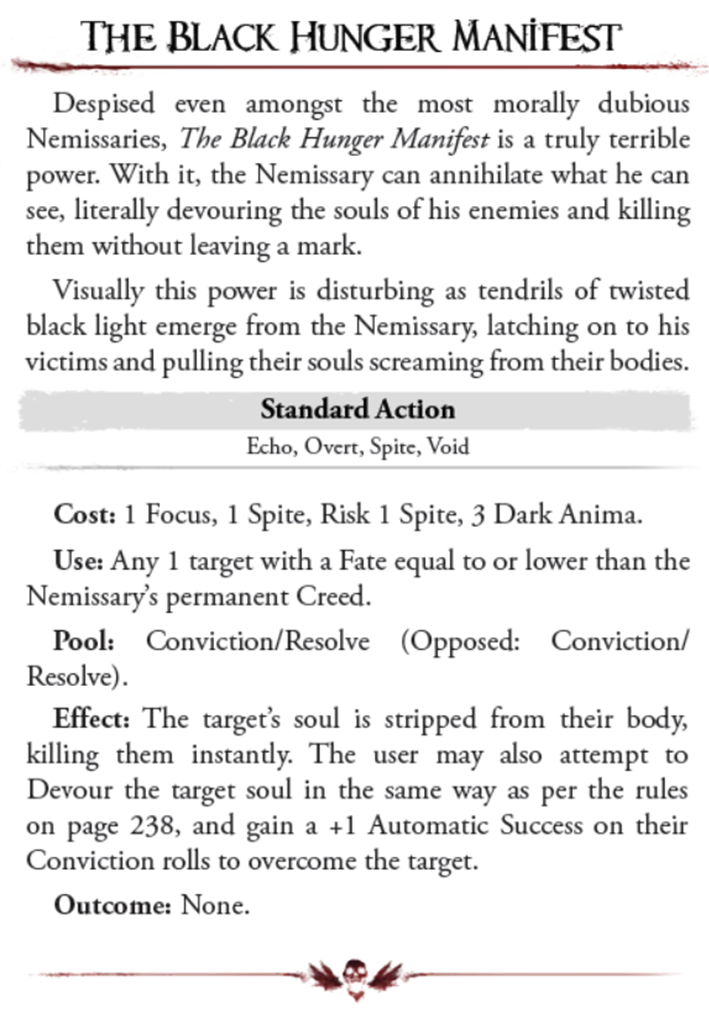 The Black Hunger Manifest
Despised even amongst the most morally dubious
Nemissaries, The Black Hunger Manifest is a truly terrible
power. With it, the Nemissary can annihilate what he can
see, literally devouring the souls of his enemies and killing
them without leaving a mark.
Visually this power is disturbing as tendrils of twisted
black light emerge from the Nemissary, latching on to his
victims and pulling their souls screaming from their bodies.
Standard Action
Echo, Overt, Spite, Void
Cost: 1 Focus, 1 Spite, Risk 1 Spite, 3 Dark Anima.
Use: Any 1 target with a Fate equal to or lower than the
Nemissary's permanent Creed.
Pool: Conviction/Resolve (Opposed: Conviction/
Resolve).
Effect: The target's soul is stripped from their body,
killing them instantly. The user may also attempt to
Devour the target soul in the same way as per the rules
on page 238, and gain a +1 Automatic Success on their
Conviction rolls to overcome the target.
Outcome: None.